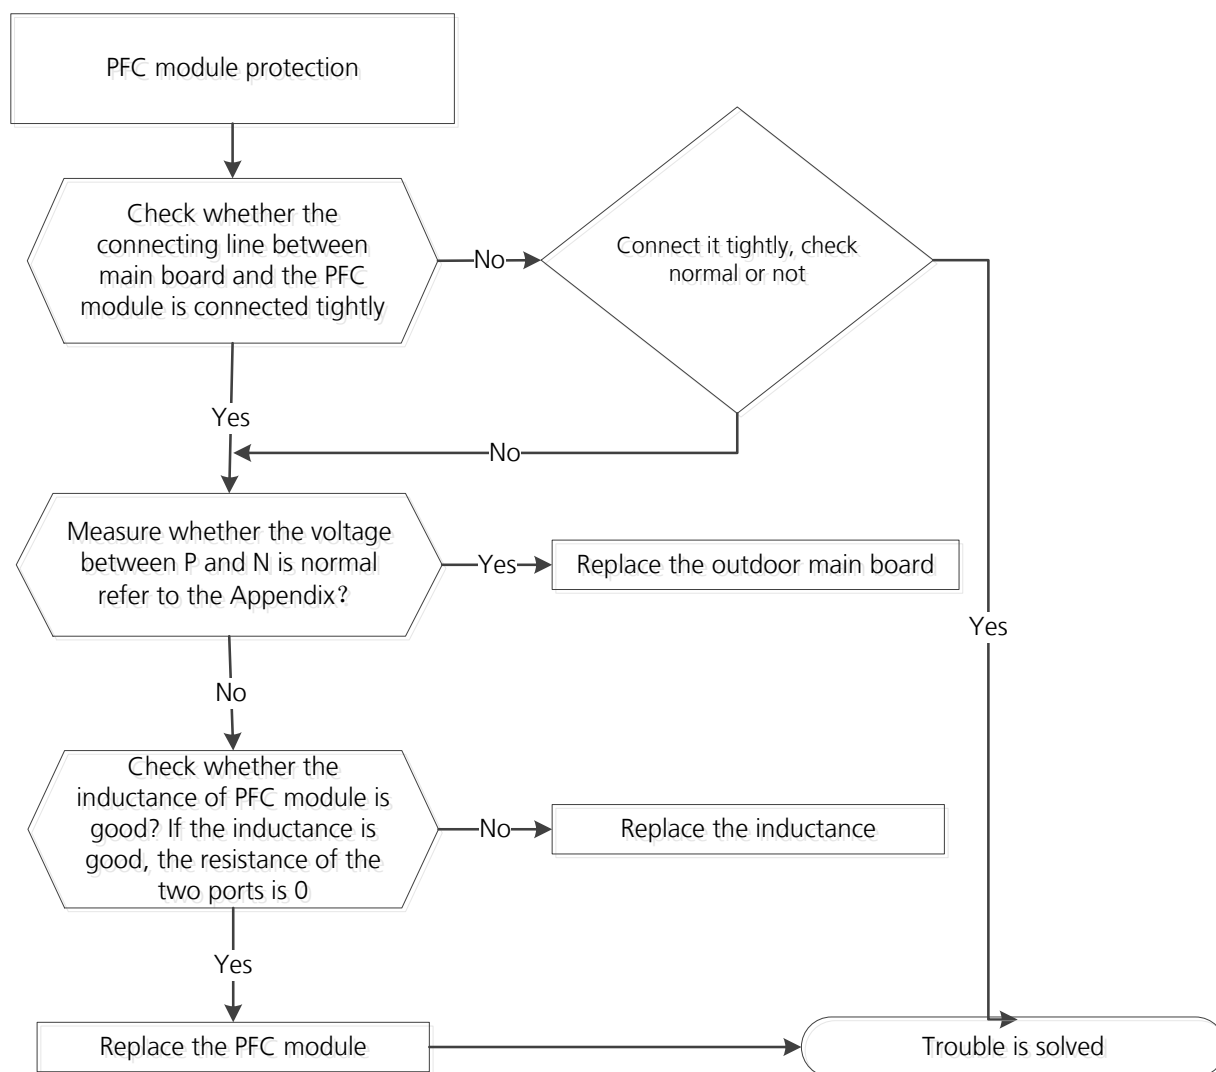 PFC module protection
Check whether the
connecting line between
main board and the PFC
module is connected tightly
No
Connect it tightly, check
normal or not
Yes
No
Measure whether the voltage
between P and N is normal
refer to the Appendix？
Yes
Replace the outdoor main board
Yes
No
Check whether the
inductance of PFC module is
good? If the inductance is
good, the resistance of the
two ports is 0
No
Replace the inductance
Yes
Replace the PFC module
Trouble is solved